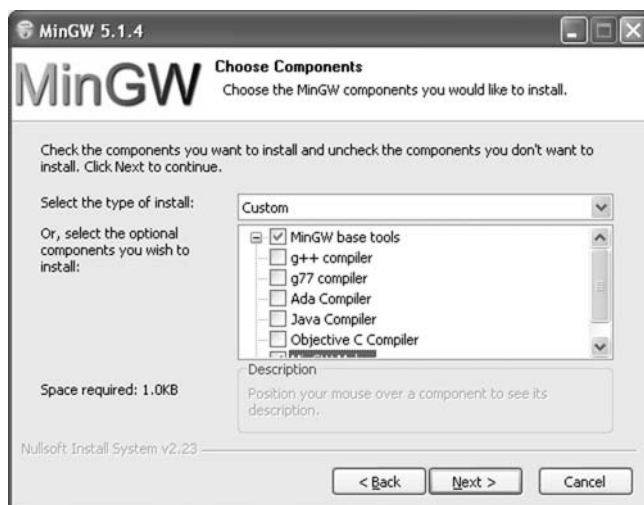 MinGW 5.1.4
MinGW
Choose Components
Choose the MinGW components you would like to install.
Check the components you want to install and uncheck the components you don't want to
install. Click Next to continue.
Select the type of install:
Custom
Or, select the optional
components you wish to
install:
MinGW base tools
g++ compiler
g77 compiler
Ada Compiler
Java Compiler
Objective C Compiler
Space required: 1.0KB
Description
Position your mouse over a component to see its
description.
Nullsoft Install System v2.23
< Back
Next >
Cancel